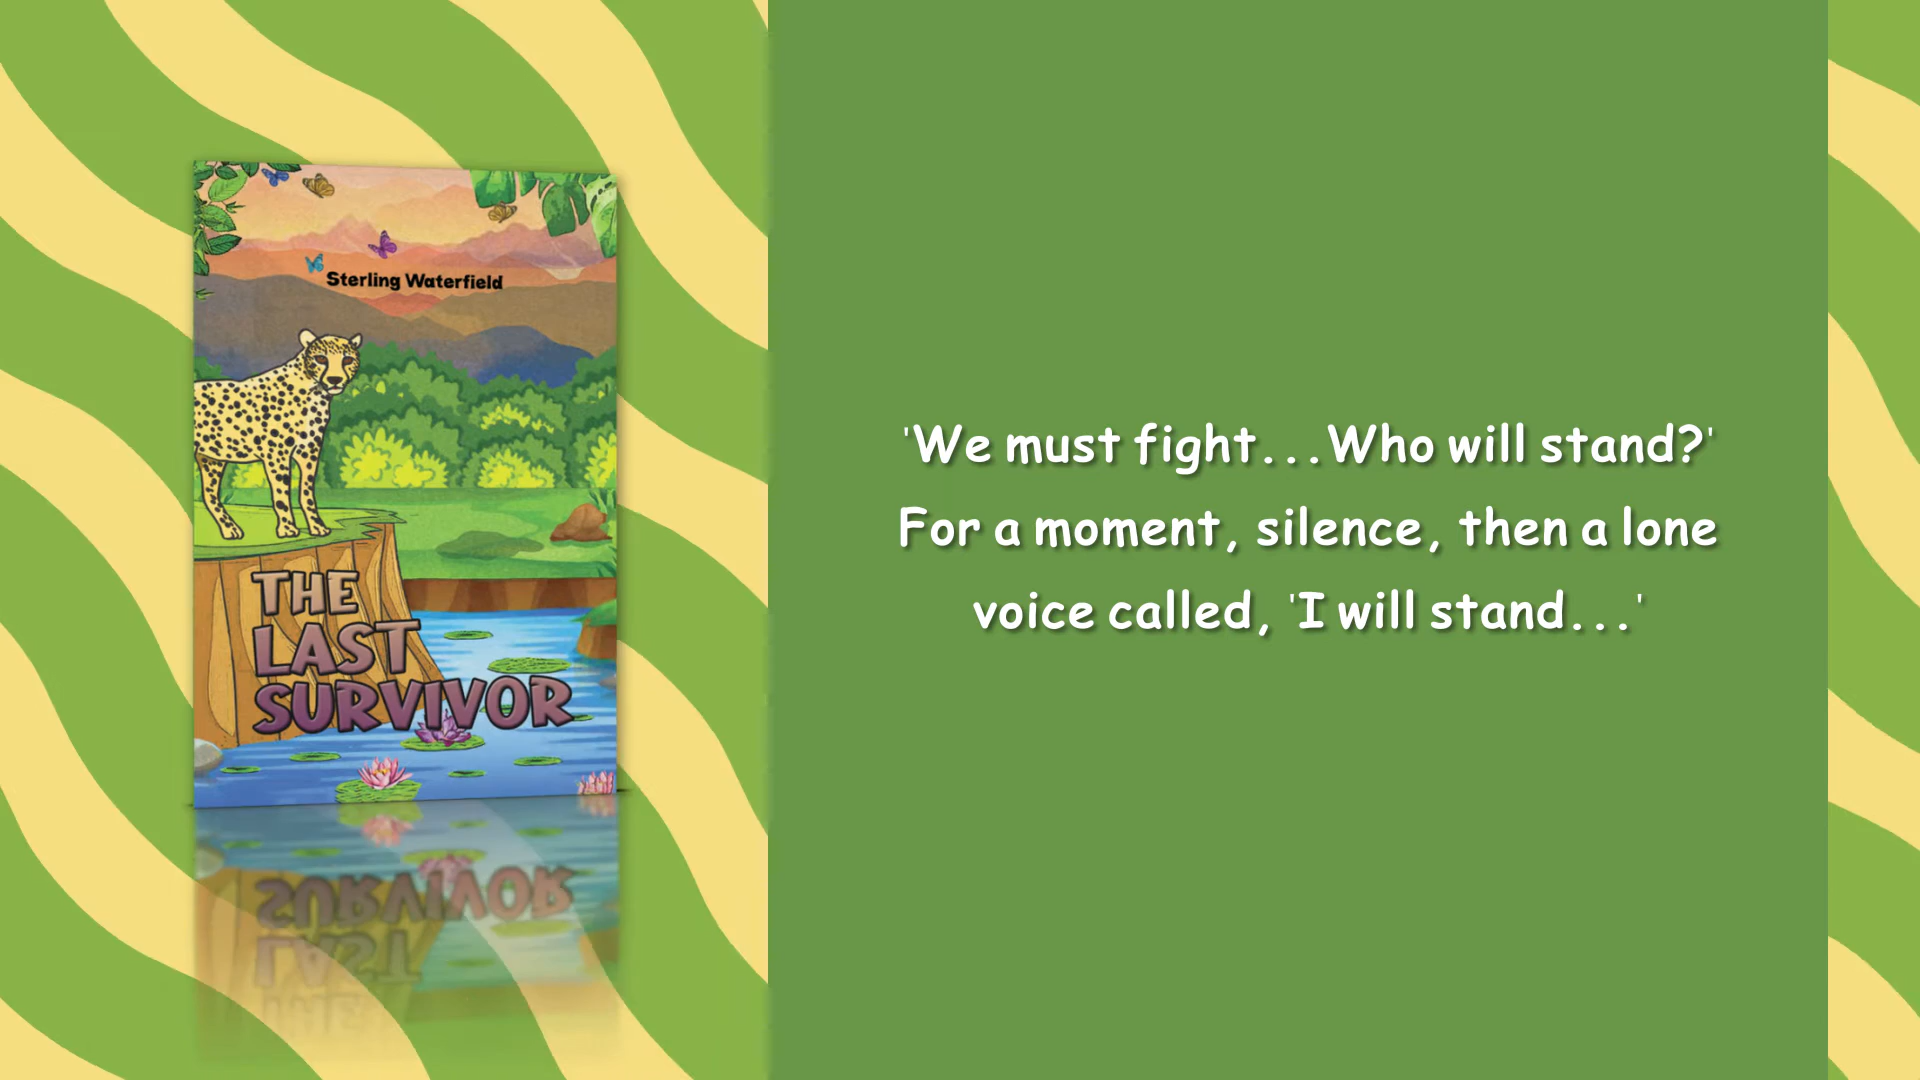 Sterling Waterfield
THE
LAST
SURVIVOR
'We must fight...Who will stand?'
For a moment, silence, then a lone
voice called, 'I will stand...'